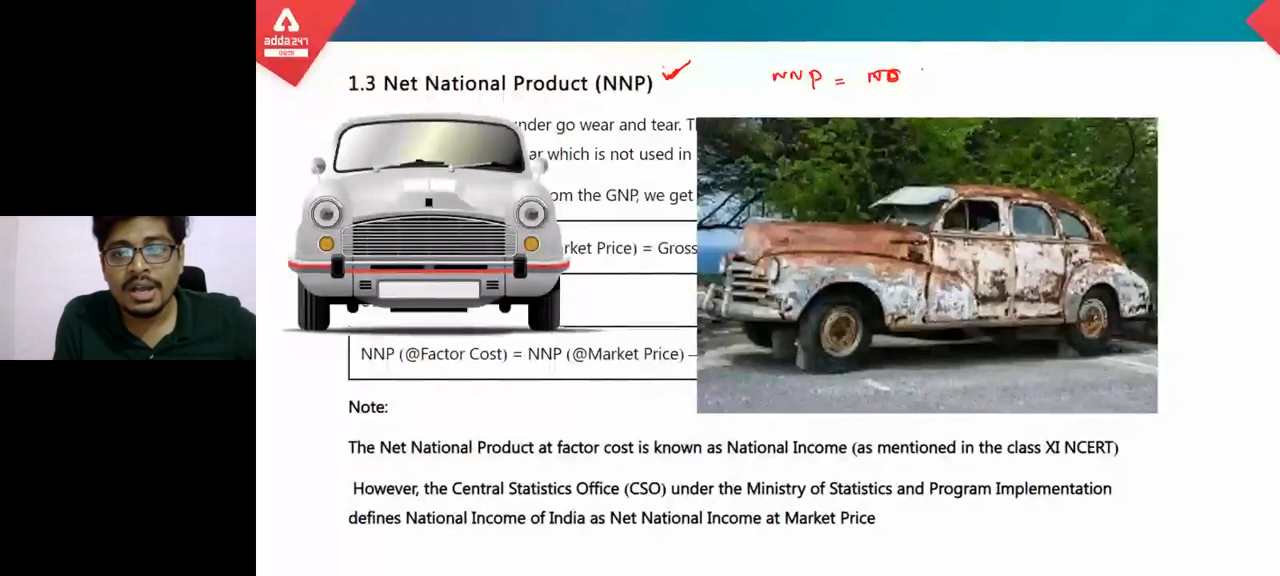 adda247
1.3 Net National Product (NNP)
NNP = NO
nder go wear and tear.
ar which is not used in
om the GNP, we get
rket Price) = Gross
NNP (@Factor Cost) = NNP (@Market Price) –
Note:
The Net National Product at factor cost is known as National Income (as mentioned in the class XI NCERT)
However, the Central Statistics Office (CSO) under the Ministry of Statistics and Program Implementation
defines National Income of India as Net National Income at Market Price